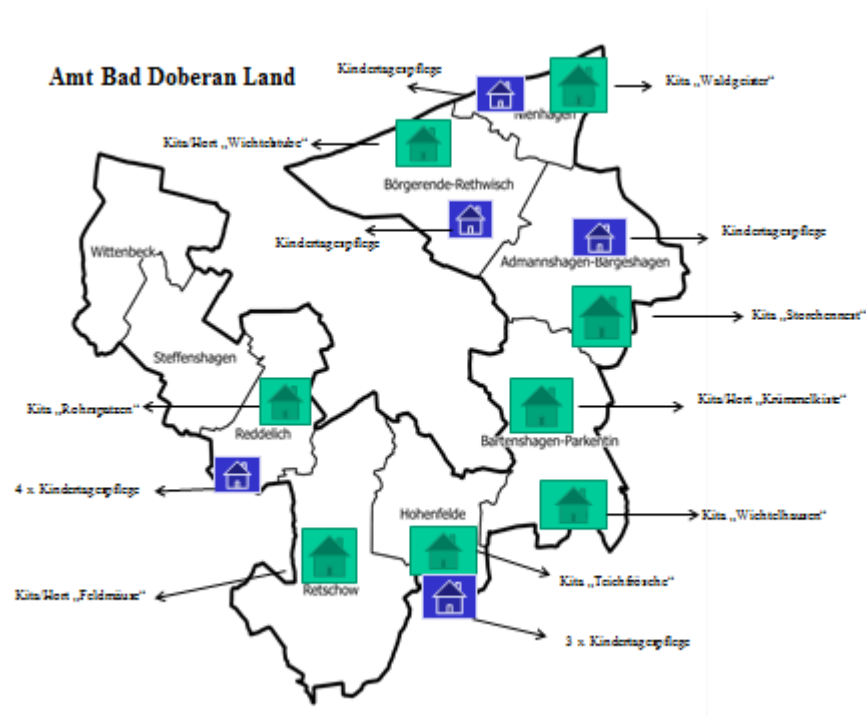 Kindertagespflege
Amt Bad Doberan Land
Kita „Waldgeister“
Nienhagen
Kita/Hort „Wichtelstube“
Börgerende-Rethwisch
Kindertagespflege
Kindertagespflege
Wittenbeck
Admannshagen-Bargeshagen
Kita „Storchennest“
Steffenshagen
Kita „Rohrspatzen“
Kita/Hort „Krümmelkiste“
Reddelich
Bartenshagen-Parkentin
4 x Kindertagespflege
Hohenfelde
Kita „Wichtelhausen“
Kita „Teichfrösche“
Retschow
Kita/Hort „Feldmäuse“
3 x Kindertagespflege